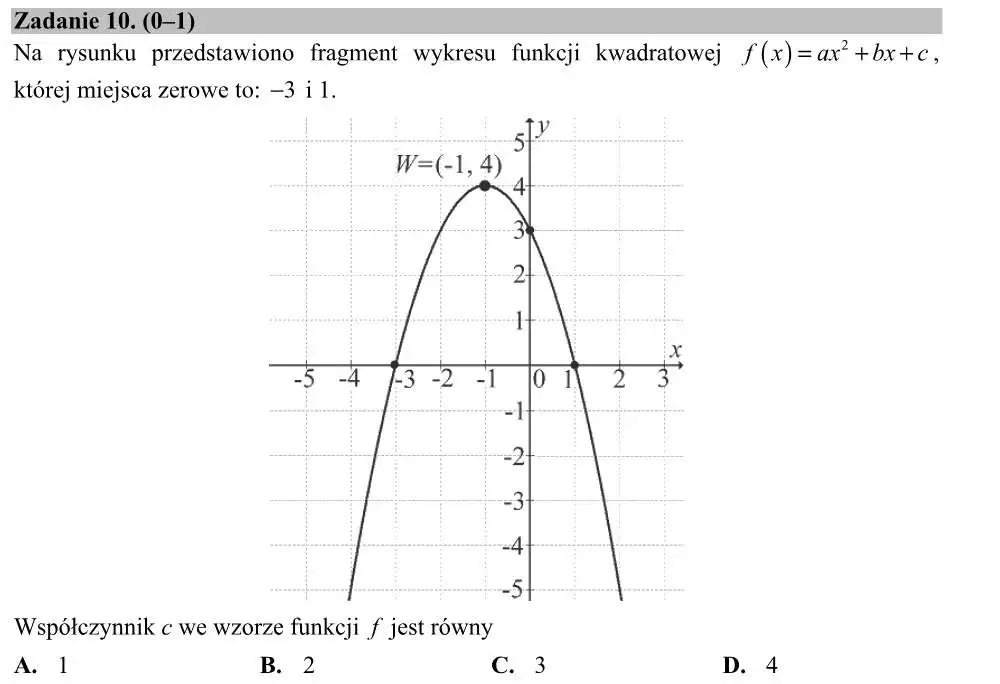 Zadanie 10. (0–1)
Na rysunku przedstawiono fragment wykresu funkcji kwadratowej f(x)=ax²+bx+c,
której miejsca zerowe to: −3 i 1.
y
5
W=(-1, 4)
4
3
2
1
x
-5 -4 -3 -2 -1 0 1 2 3
-1
-2
-3
-4
-5
Współczynnik c we wzorze funkcji f jest równy
A. 1 B. 2 C. 3 D. 4